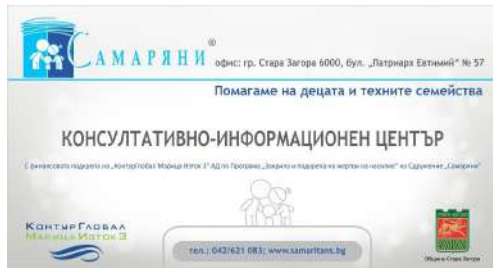 САМАРЯНИ ®
офис: гр. Стара Загора 6000, бул. „Патриарх Евтимий“ № 57
Помагаме на децата и техните семейства
КОНСУЛТАТИВНО-ИНФОРМАЦИОНЕН ЦЕНТЪР
С финансовата подкрепа на „КонтурГлобал Марица Изток 3“ АД по Програма „Закрила и подкрепа на жертви на насилие“ на Сдружение „Самаряни“
КОНТУРГЛОБАЛ
МАРИЦА ИЗТОК 3
тел.: 042/621 083; www.samaritans.bg
Община Стара Загора